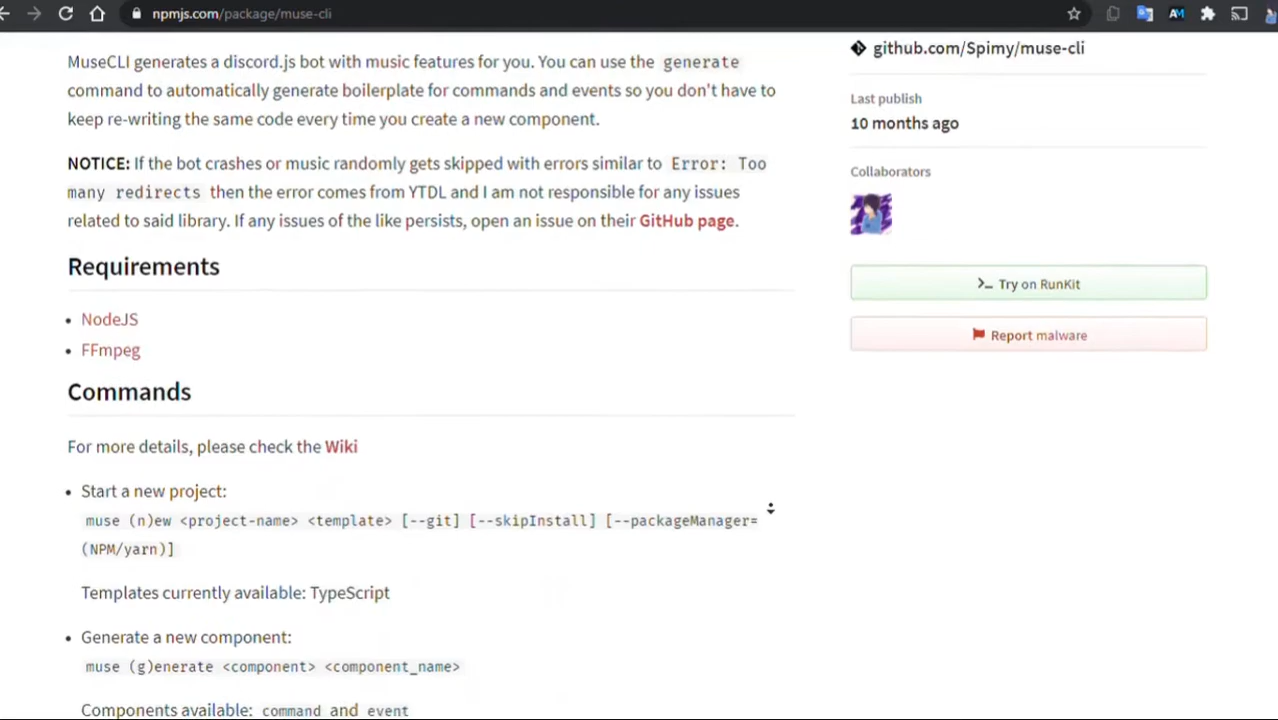 npmjs.com/package/muse-cli
MuseCLI generates a discord.js bot with music features for you. You can use the generate
command to automatically generate boilerplate for commands and events so you don't have to
keep re-writing the same code every time you create a new component.
NOTICE: If the bot crashes or music randomly gets skipped with errors similar to Error: Too
many redirects then the error comes from YTDL and I am not responsible for any issues
related to said library. If any issues of the like persists, open an issue on their GitHub page.
Requirements
• NodeJS
• FFmpeg
Commands
For more details, please check the Wiki
• Start a new project:
muse (n)ew <project-name> <template> [--git] [--skipInstall] [--packageManager=
(NPM/yarn)]
Templates currently available: TypeScript
• Generate a new component:
muse (g)enerate <component> <component_name>
Components available: command and event
github.com/Spimy/muse-cli
Last publish
10 months ago
Collaborators
Try on RunKit
Report malware
AM